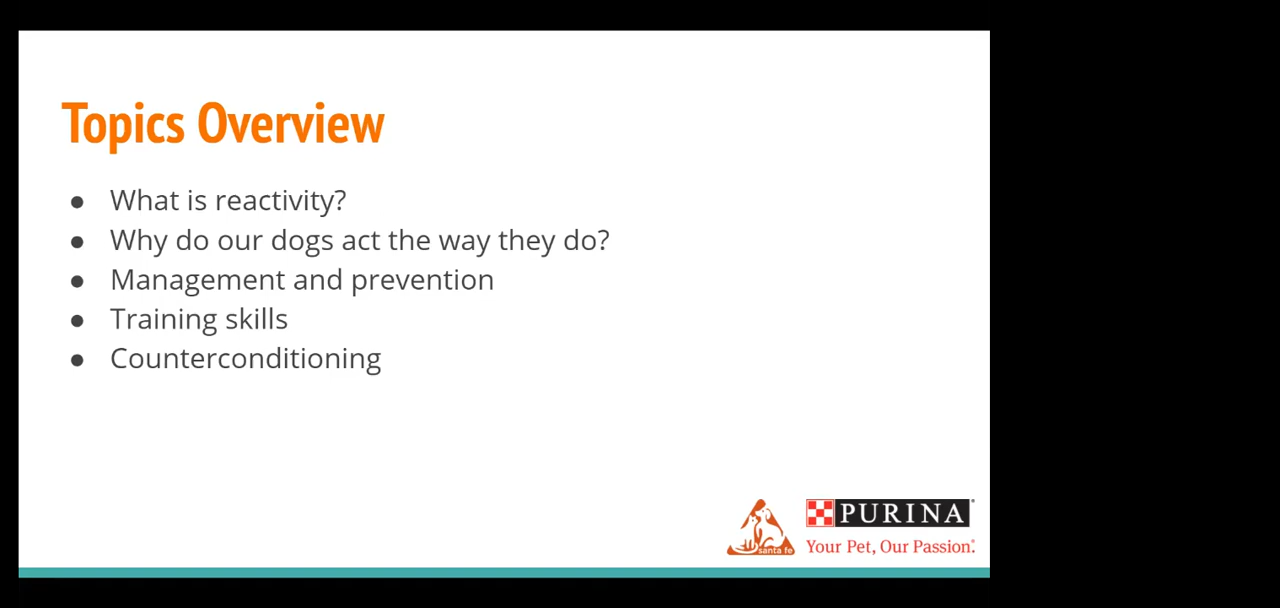 Topics Overview
● What is reactivity?
● Why do our dogs act the way they do?
● Management and prevention
● Training skills
● Counterconditioning
santa fe
PURINA®
Your Pet, Our Passion.®